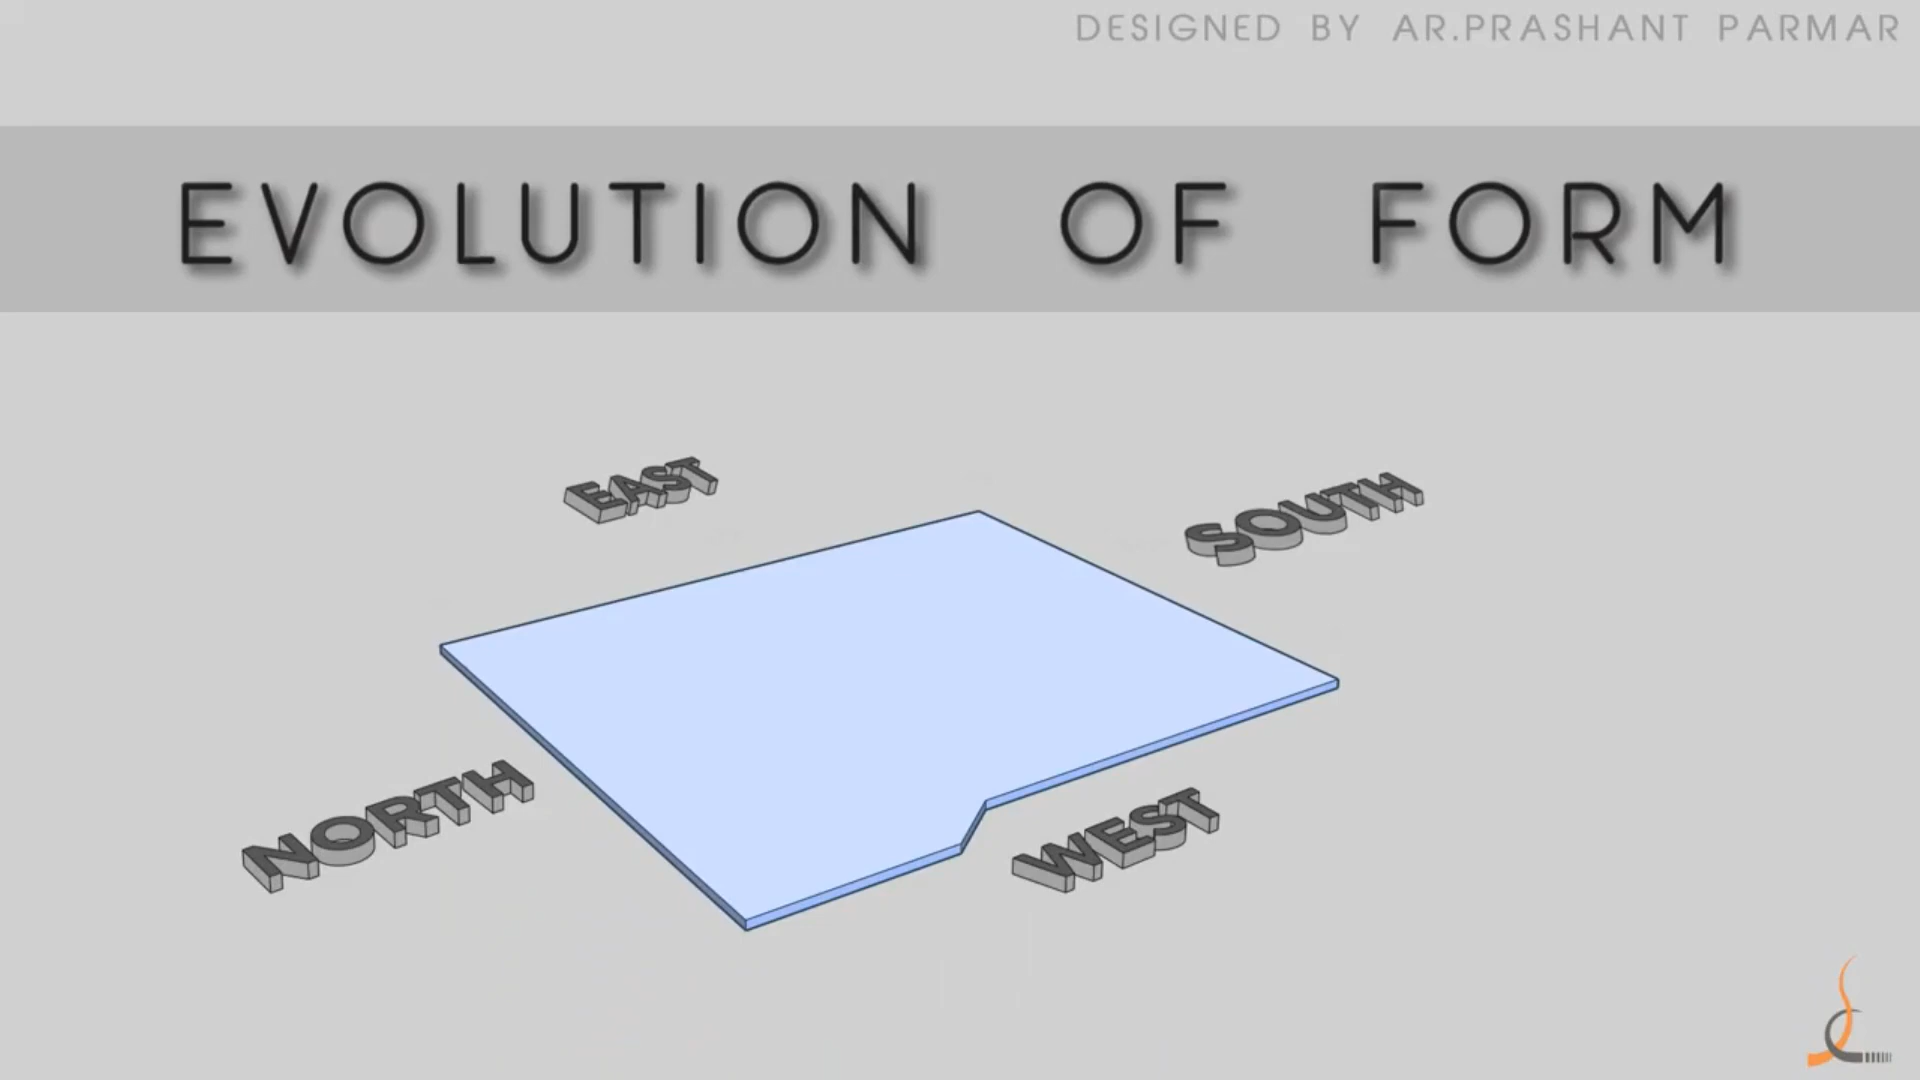 DESIGNED BY AR.PRASHANT PARMAR
EVOLUTION OF FORM
EAST
SOUTH
NORTH
WEST